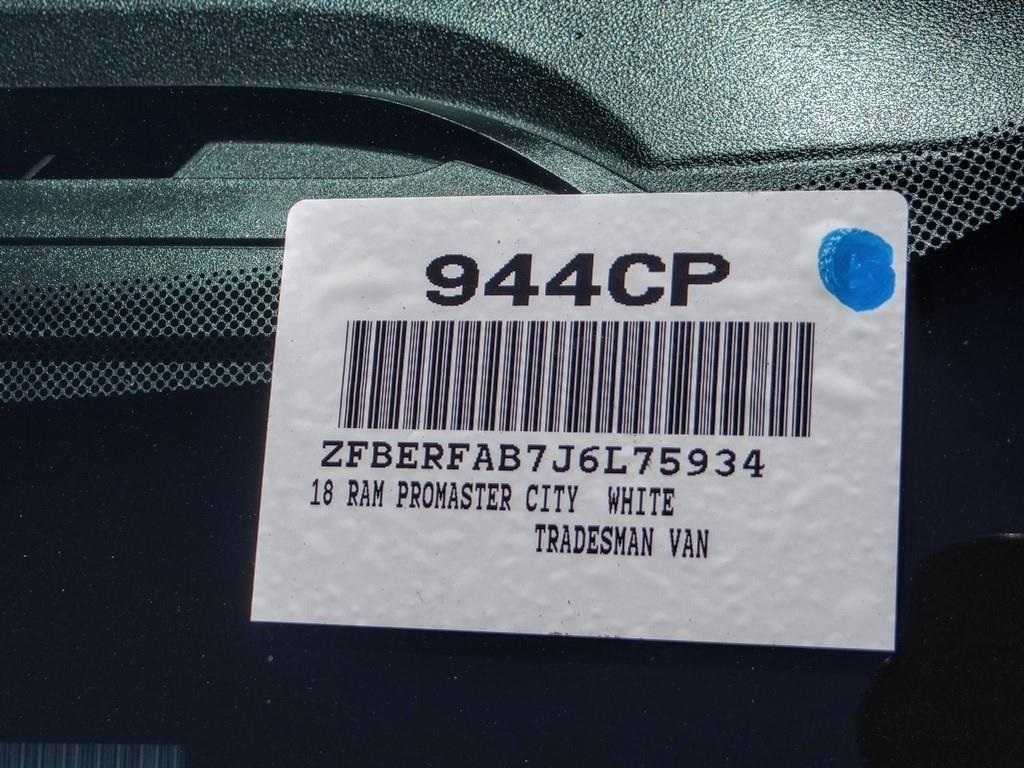 944CP
ZFBERFAB7J6L75934
18 RAM PROMASTER CITY WHITE
TRADESMAN VAN